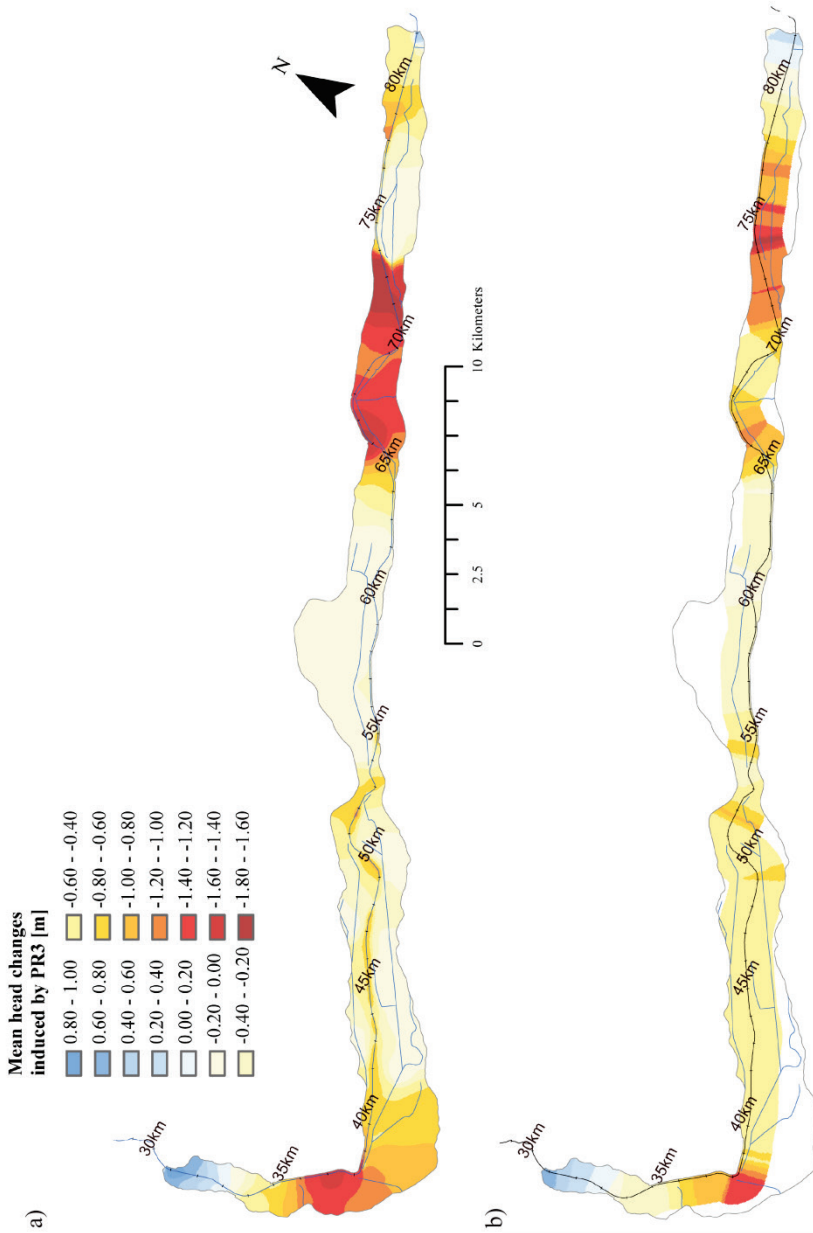 a)
Mean head changes
induced by PR3 [m]
0.80 - 1.00
0.60 - 0.80
0.40 - 0.60
0.20 - 0.40
0.00 - 0.20
-0.20 - 0.00
-0.40 - -0.20
-0.60 - -0.40
-0.80 - -0.60
-1.00 - -0.80
-1.20 - -1.00
-1.40 - -1.20
-1.60 - -1.40
-1.80 - -1.60
N
30km
35km
40km
45km
50km
55km
60km
65km
70km
75km
80km
0 2.5 5 10 Kilometers
b)
30km
35km
40km
45km
50km
55km
60km
65km
70km
75km
80km